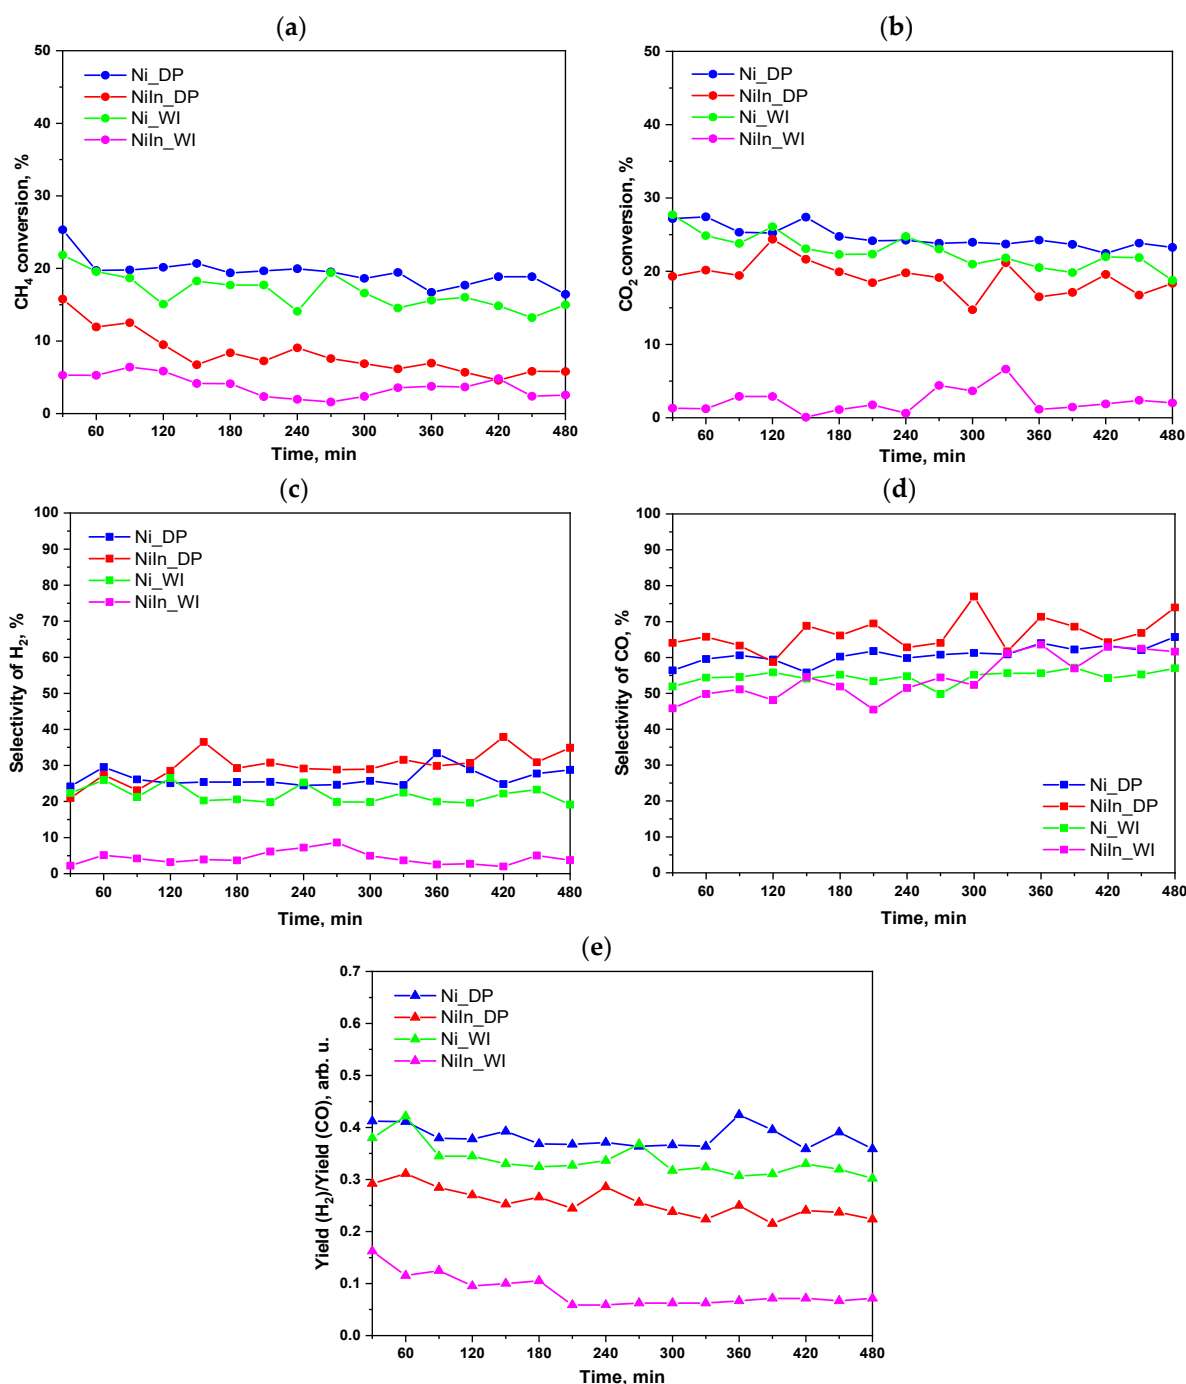 (a)
50
40
30
20
10
0
CH4 conversion, %
Ni_DP
NiIn_DP
Ni_WI
NiIn_WI
60 120 180 240 300 360 420 480
Time, min
(b)
50
40
30
20
10
0
CO2 conversion, %
Ni_DP
NiIn_DP
Ni_WI
NiIn_WI
60 120 180 240 300 360 420 480
Time, min
(c)
100
90
80
70
60
50
40
30
20
10
0
Selectivity of H2, %
Ni_DP
NiIn_DP
Ni_WI
NiIn_WI
60 120 180 240 300 360 420 480
Time, min
(d)
100
90
80
70
60
50
40
30
20
10
0
Selectivity of CO, %
Ni_DP
NiIn_DP
Ni_WI
NiIn_WI
60 120 180 240 300 360 420 480
Time, min
(e)
0.7
0.6
0.5
0.4
0.3
0.2
0.1
0.0
Yield (H2)/Yield (CO), arb. u.
Ni_DP
NiIn_DP
Ni_WI
NiIn_WI
60 120 180 240 300 360 420 480
Time, min